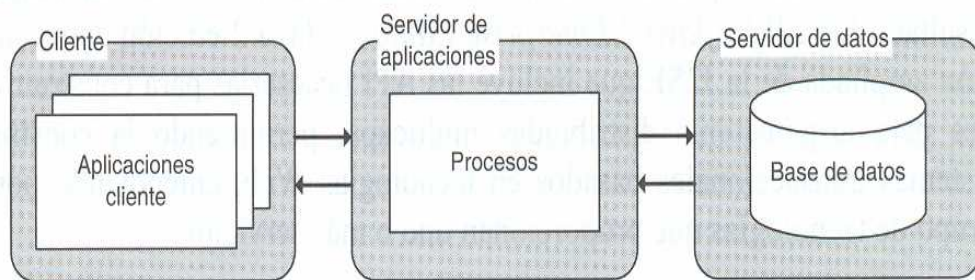 Cliente
Aplicaciones
cliente
Servidor de
aplicaciones
Procesos
Servidor de datos
Base de datos